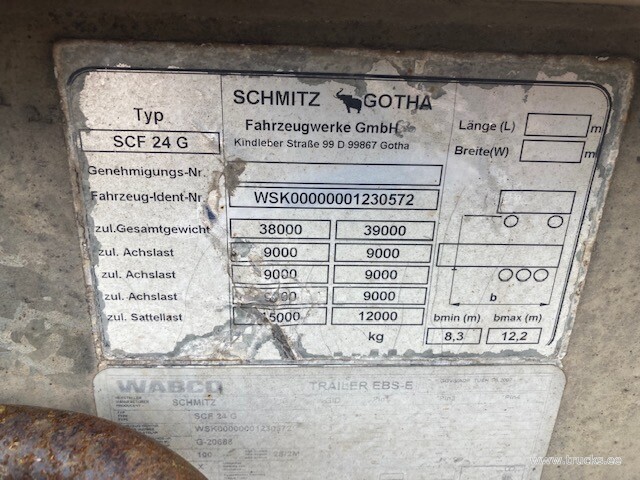 SCHMITZ GOTHA
Fahrzeugwerke GmbH
Kindleber Straße 99 D 99867 Gotha
Typ
SCF 24 G
Länge (L) m
Breite(W) m
Genehmigungs-Nr.
Fahrzeug-Ident-Nr. WSK00000001230572
zul.Gesamtgewicht 38000 39000
zul. Achslast 9000 9000
zul. Achslast 9000 9000
zul. Achslast 9000
zul. Sattellast 15000 12000
kg
b
bmin (m) bmax (m)
8,3 12,2
WABCO TRAILER EBS-E
SCHMITZ
SCF 24 G
WSK00000001230572
www.trucks.ee